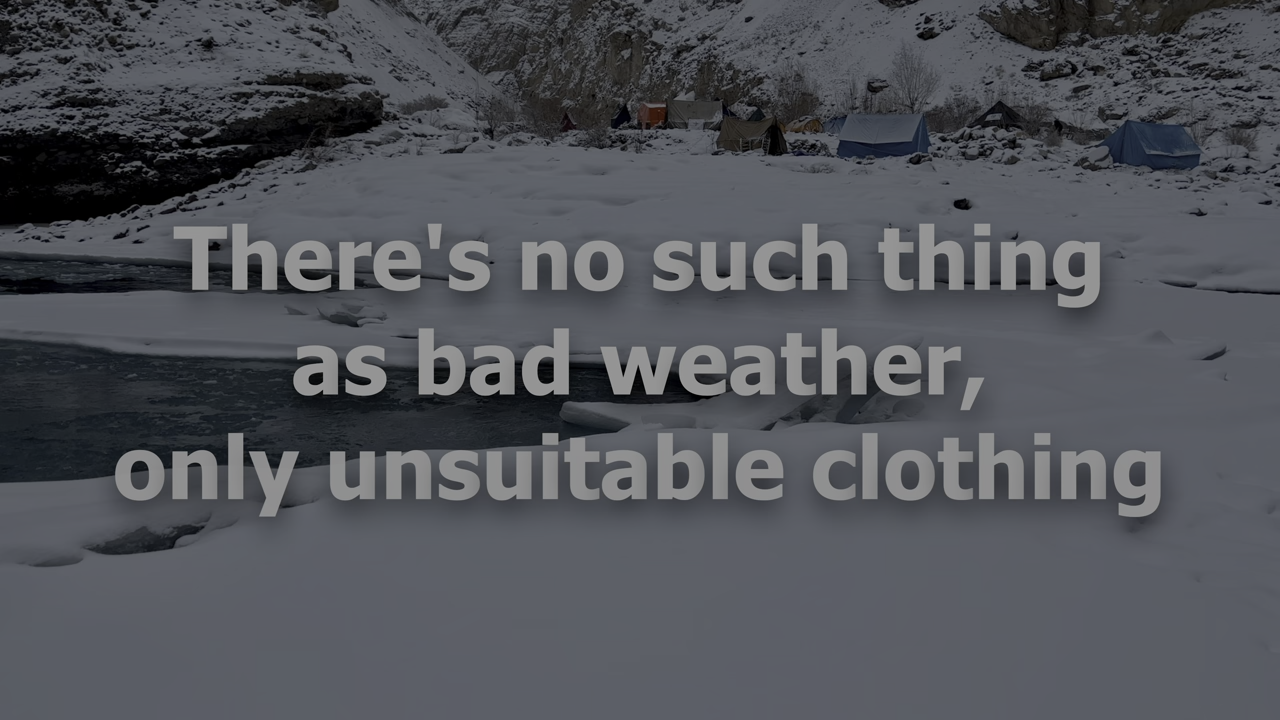 There's no such thing
as bad weather,
only unsuitable clothing